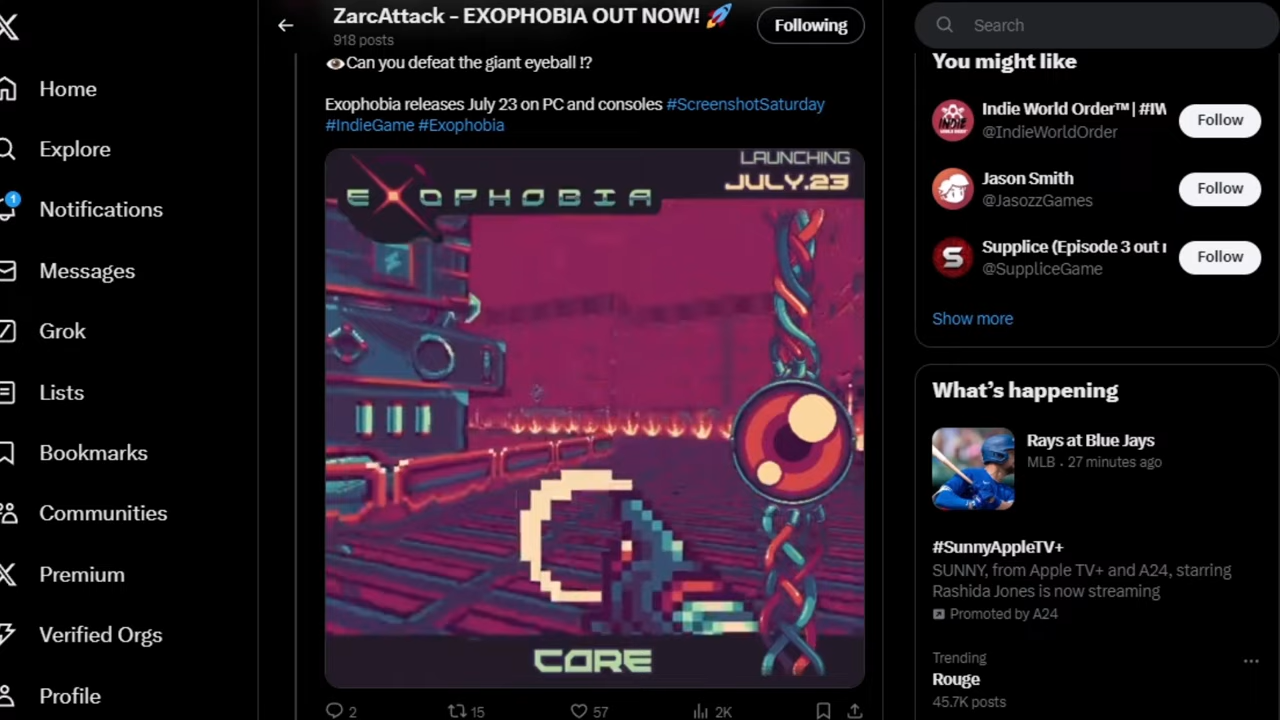 Home
Explore
1
Notifications
Messages
Grok
Lists
Bookmarks
Communities
Premium
Verified Orgs
Profile
ZarcAttack - EXOPHOBIA OUT NOW! 🚀
918 posts
Following
👁Can you defeat the giant eyeball !?
Exophobia releases July 23 on PC and consoles #ScreenshotSaturday
#IndieGame #Exophobia
EXOPHOBIA
LAUNCHING
JULY.23
CORE
2
15
57
2K
Search
You might like
Indie World Order™ | #IW
@IndieWorldOrder
Follow
Jason Smith
@JasozzGames
Follow
Supplice (Episode 3 out
@SuppliceGame
Follow
Show more
What's happening
Rays at Blue Jays
MLB · 27 minutes ago
#SunnyAppleTV+
SUNNY, from Apple TV+ and A24, starring
Rashida Jones is now streaming
Promoted by A24
Trending
Rouge
45.7K posts